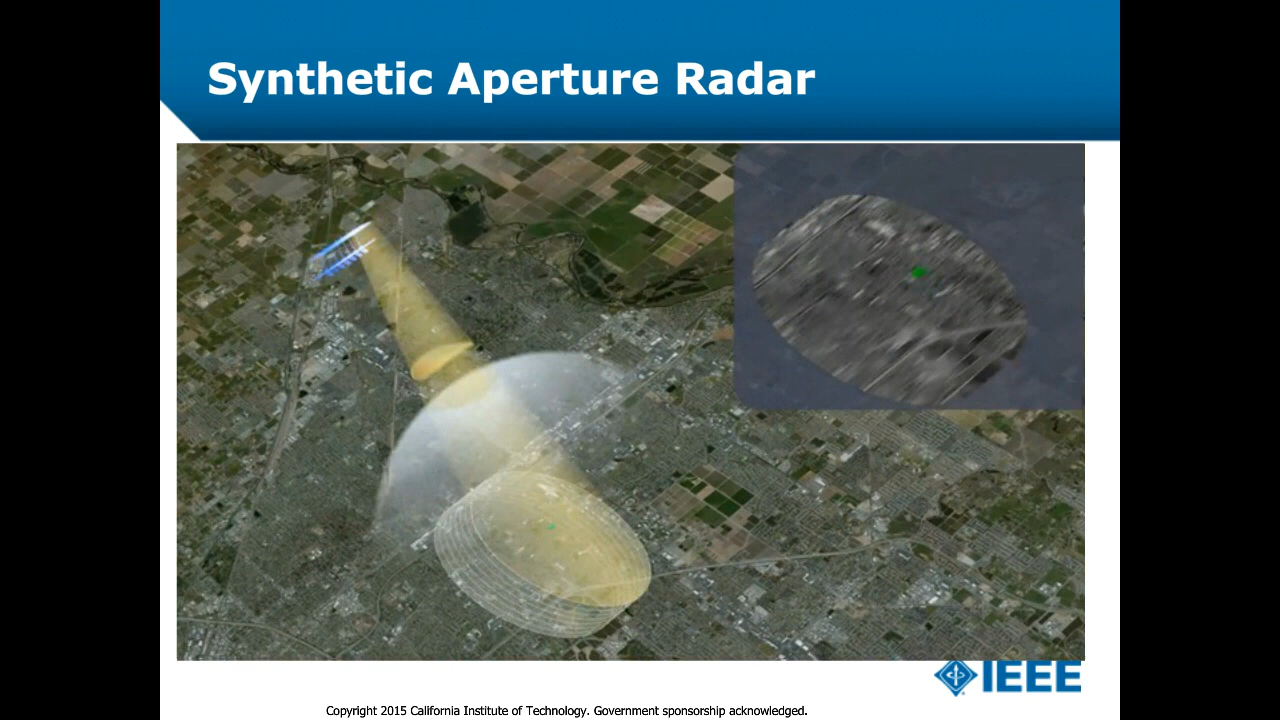 Synthetic Aperture Radar
IEEE
Copyright 2015 California Institute of Technology. Government sponsorship acknowledged.